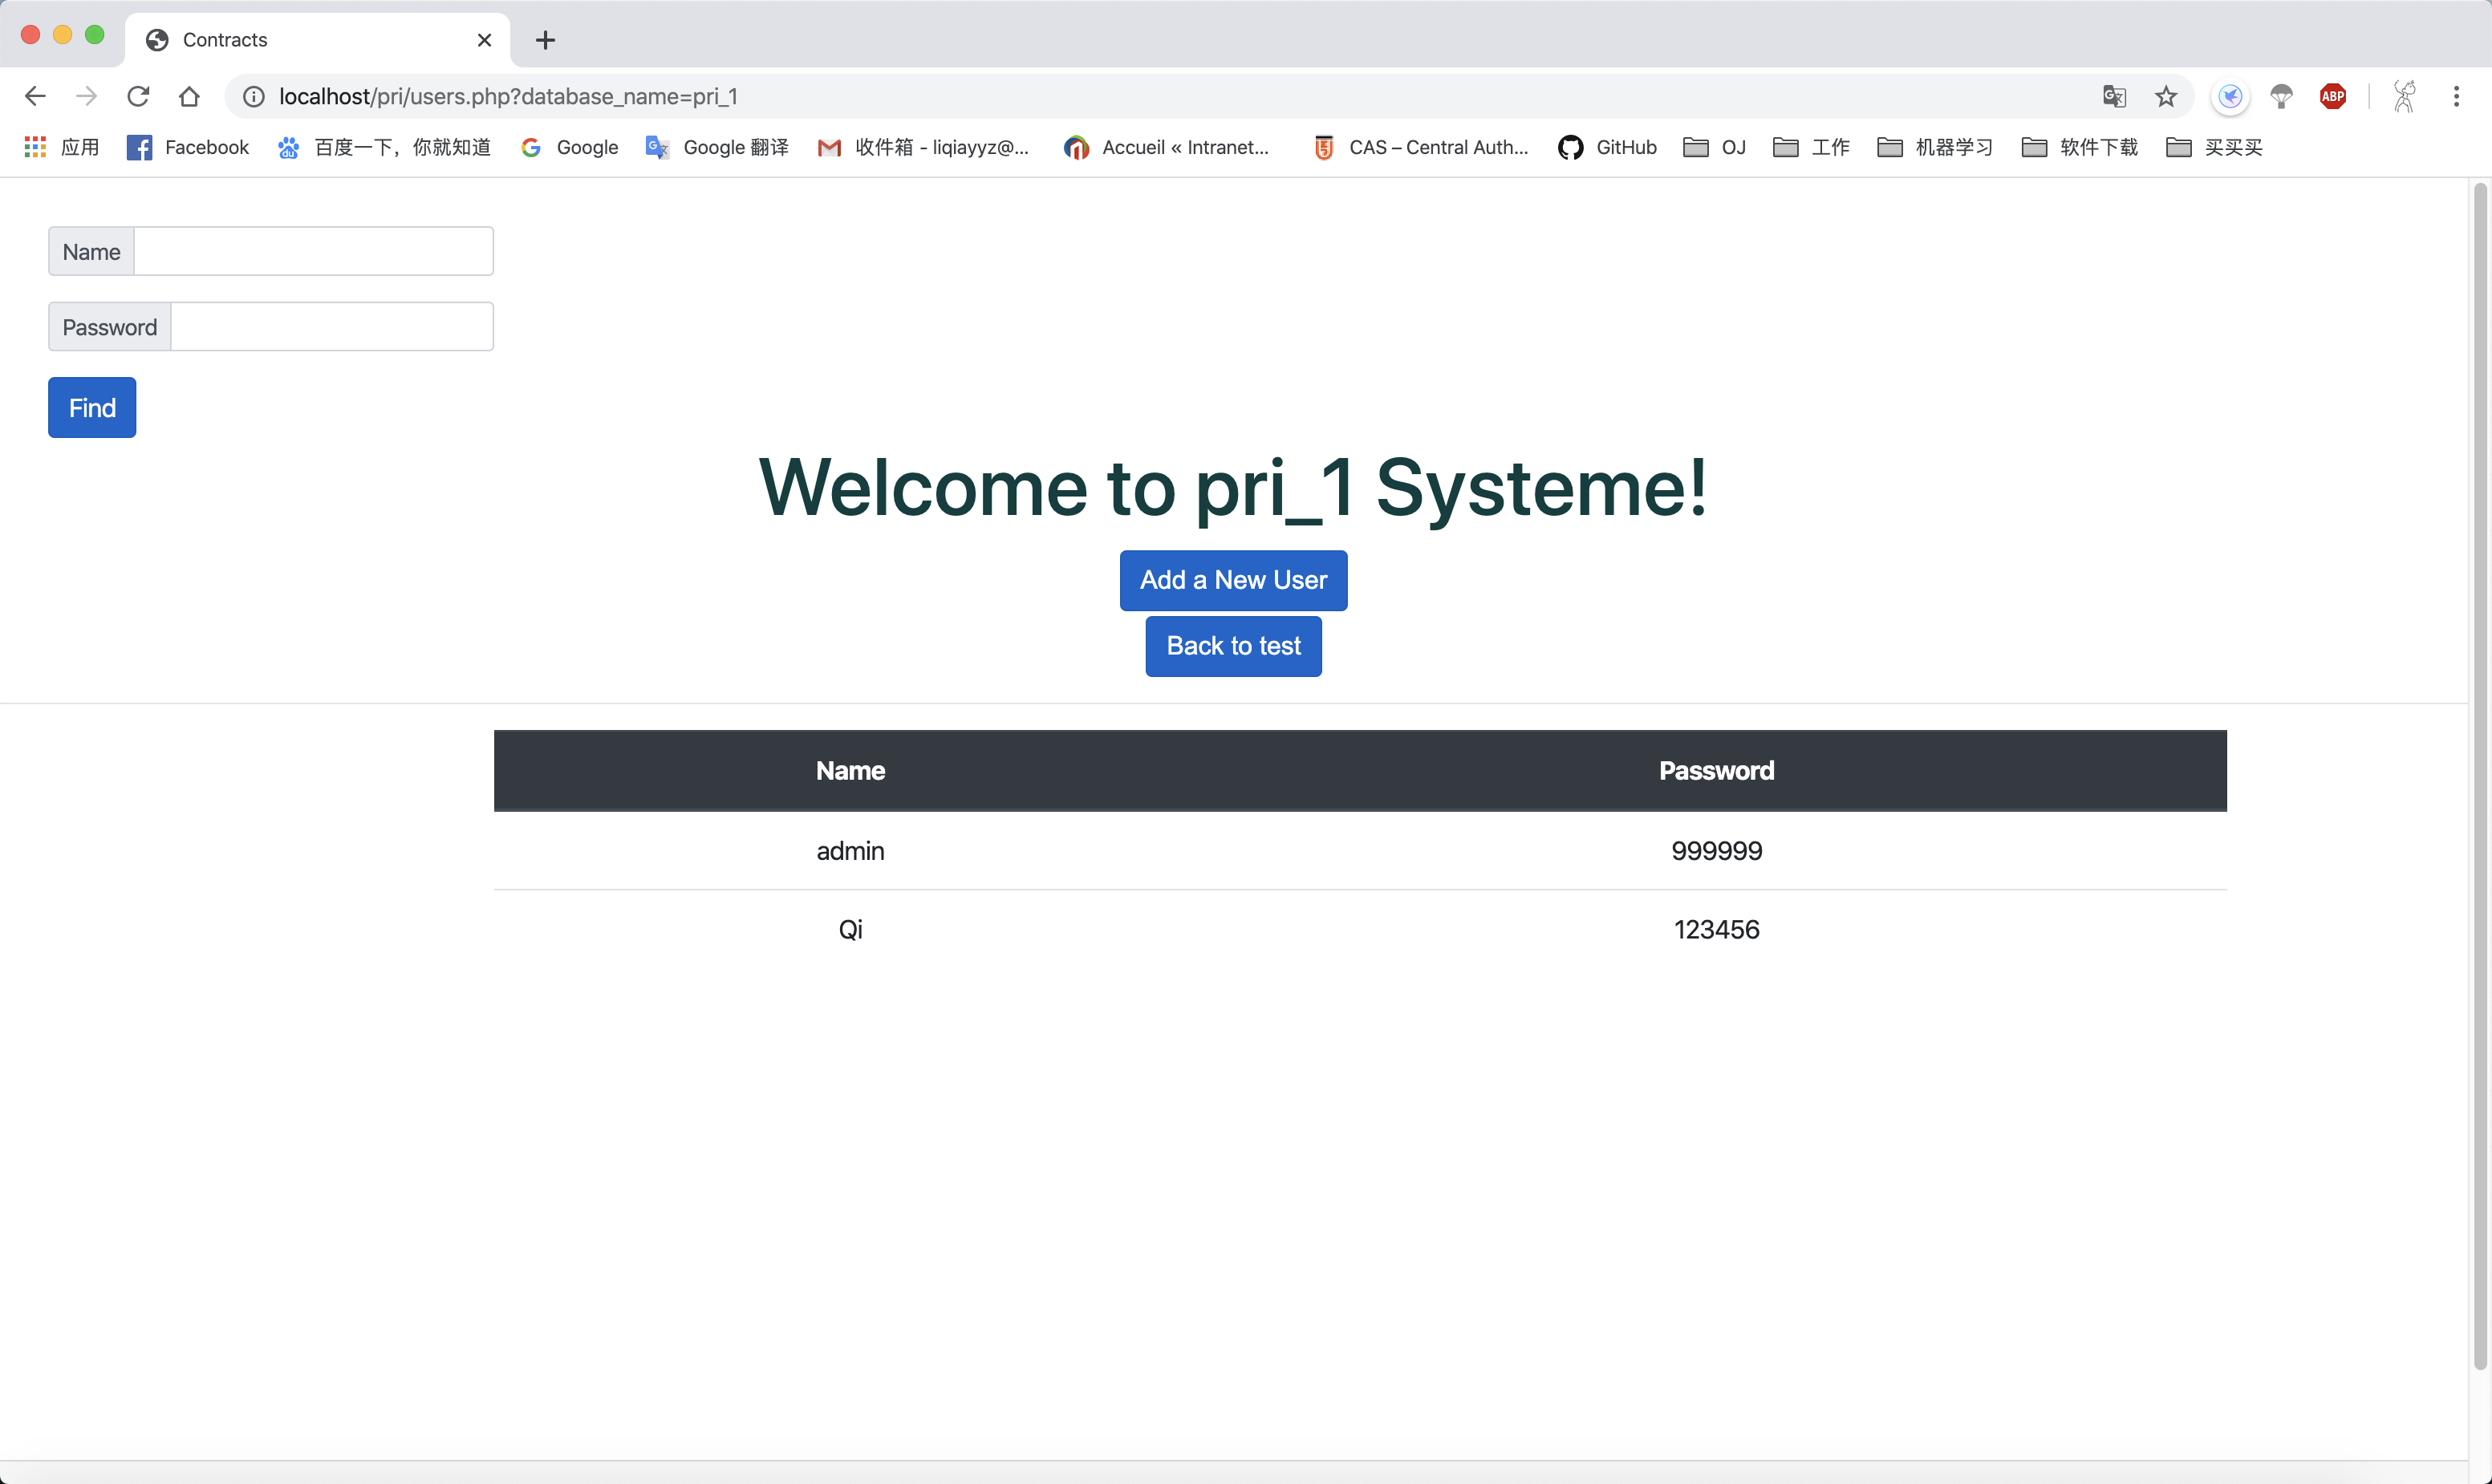 Contracts
localhost/pri/users.php?database_name=pri_1
ABP
应用 Facebook 百度一下，你就知道 Google Google 翻译 收件箱 - liqiayyz@... Accueil « Intranet... CAS – Central Auth... GitHub OJ 工作 机器学习 软件下载 买买买
Name
Password
Find
Welcome to pri_1 Systeme!
Add a New User
Back to test
Name Password
admin 999999
Qi 123456